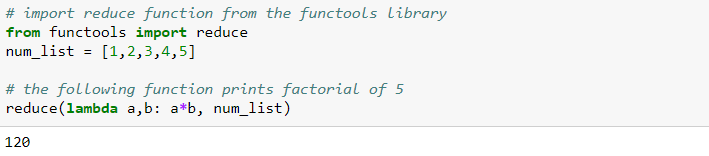 # import reduce function from the functools library
from functools import reduce
num_list = [1,2,3,4,5]
# the following function prints factorial of 5
reduce(lambda a,b: a*b, num_list)
120